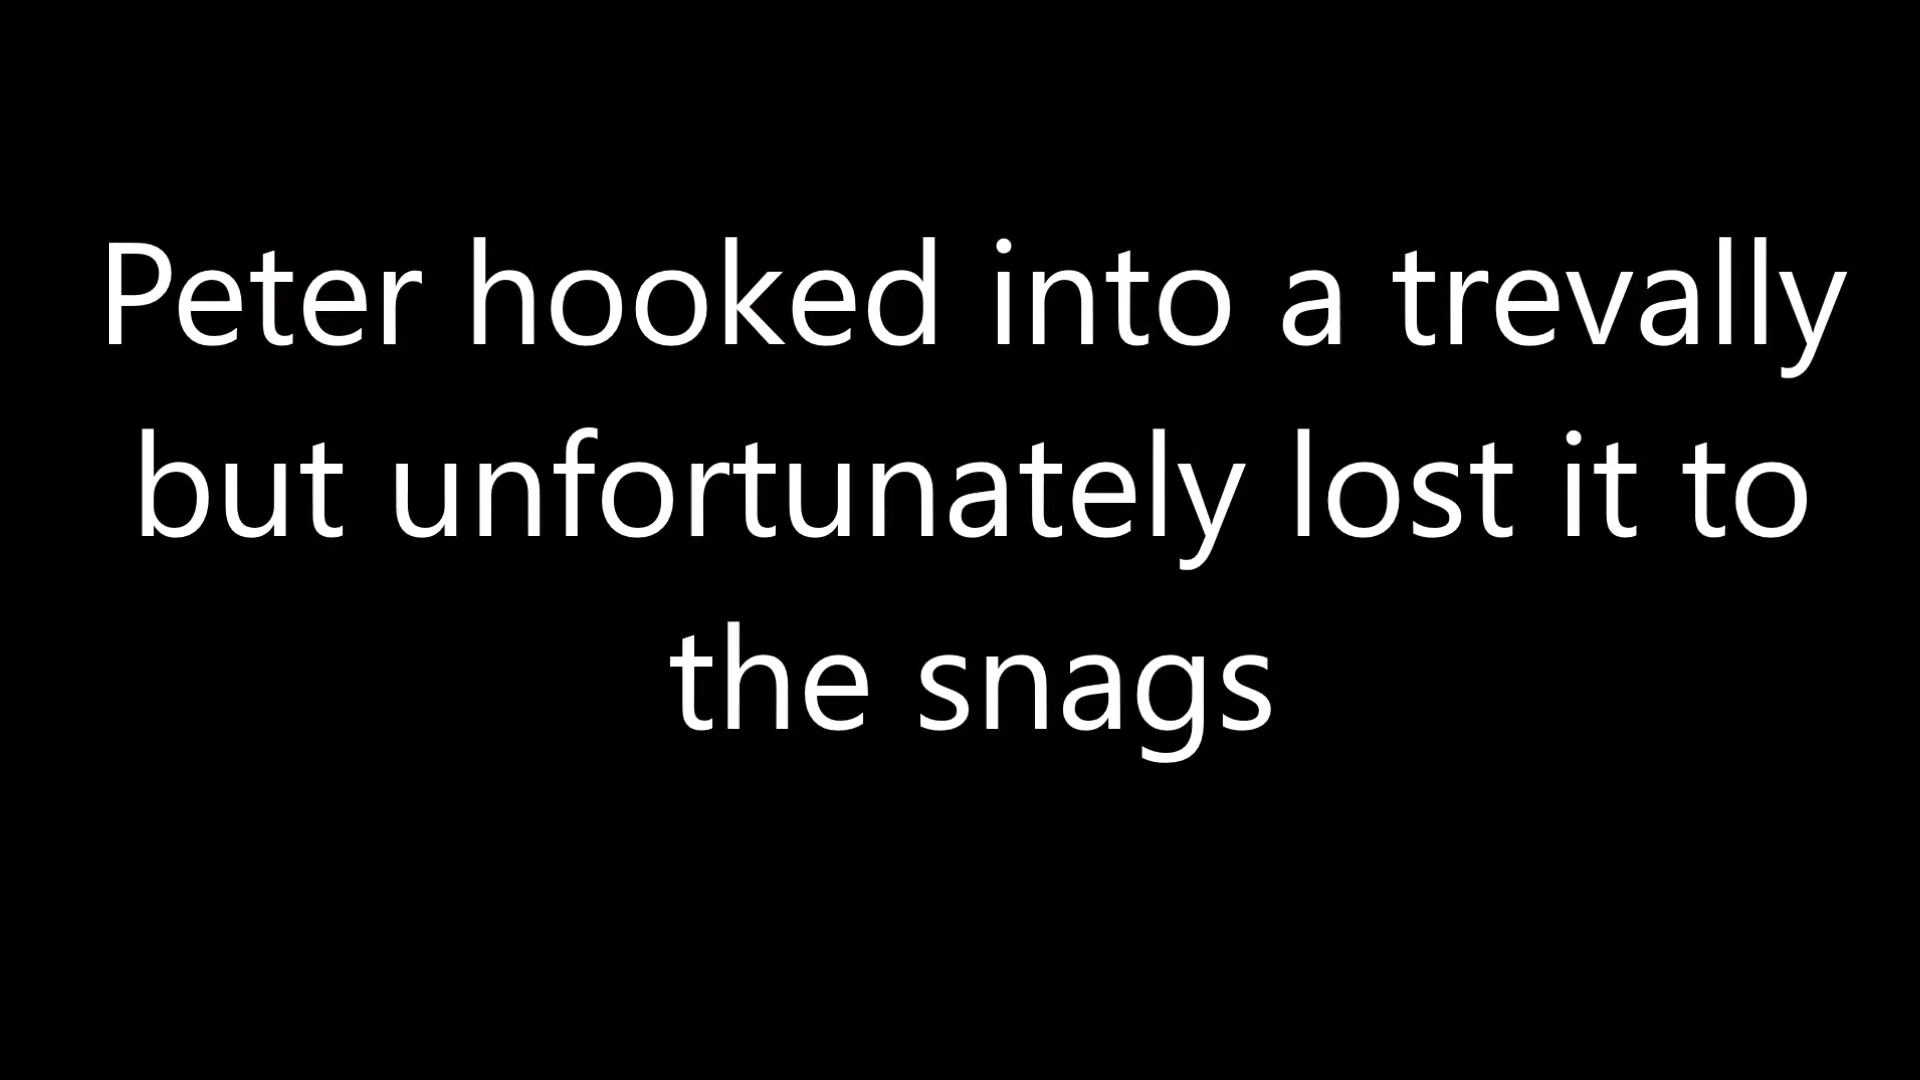 Peter hooked into a trevally
but unfortunately lost it to
the snags